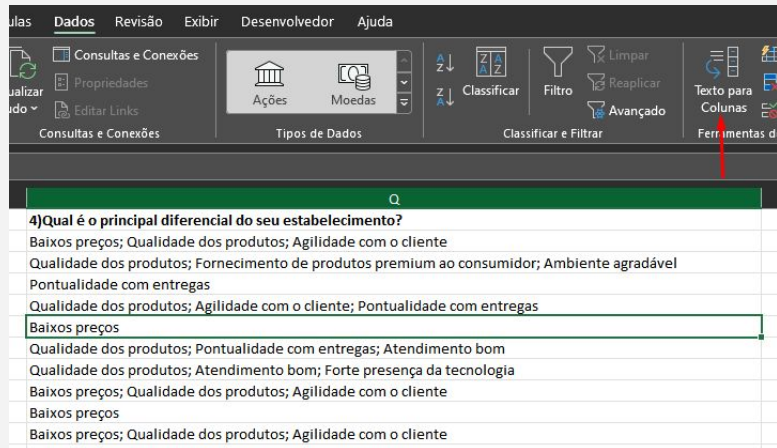 ulas Dados Revisão Exibir Desenvolvedor Ajuda
Consultas e Conexões
Propriedades
Editar Links
ualizar
udo
Consultas e Conexões
Ações
Moedas
Tipos de Dados
Classificar
Filtro
Limpar
Reaplicar
Avançado
Classificar e Filtrar
Texto para
Colunas
Ferramentas d
Q
4)Qual é o principal diferencial do seu estabelecimento?
Baixos preços; Qualidade dos produtos; Agilidade com o cliente
Qualidade dos produtos; Fornecimento de produtos premium ao consumidor; Ambiente agradável
Pontualidade com entregas
Qualidade dos produtos; Agilidade com o cliente; Pontualidade com entregas
Baixos preços
Qualidade dos produtos; Pontualidade com entregas; Atendimento bom
Qualidade dos produtos; Atendimento bom; Forte presença da tecnologia
Baixos preços; Qualidade dos produtos; Agilidade com o cliente
Baixos preços
Baixos preços; Qualidade dos produtos; Agilidade com o cliente